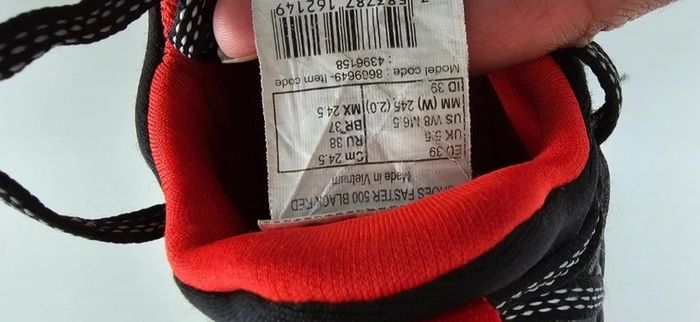 SHOES FASTER 500 BLACK RED
Made in Vietnam
EU 39 Cm 24.5
UK 5.5 RU 38
US W8 M6.5 BR 37
MM (W) 245 (2.0) MX 24.5
ID 39
Model code : 8609649- Item code
: 4396158
162149